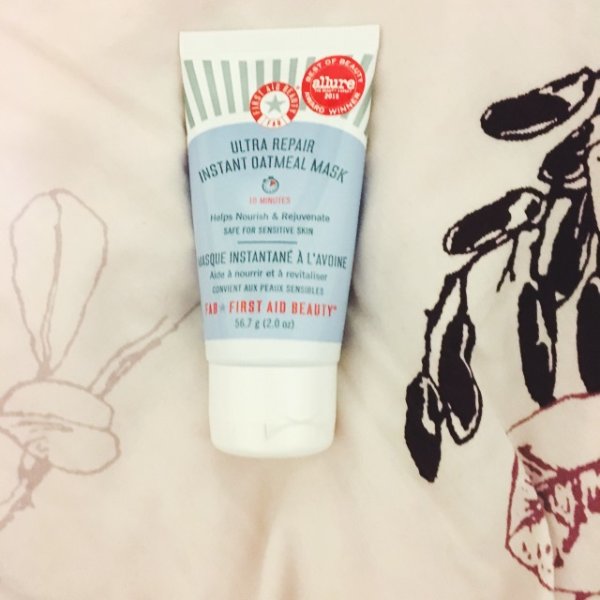 BEST OF BEAUTY
allure
AWARD WINNER
FIRST AID BEAUTY
FAB
ULTRA REPAIR
INSTANT OATMEAL MASK
10 MINUTES
Helps Nourish & Rejuvenate
SAFE FOR SENSITIVE SKIN
MASQUE INSTANTANÉ À L'AVOINE
Aide à nourrir et à revitaliser
CONVIENT AUX PEAUX SENSIBLES
FAB FIRST AID BEAUTY™
56.7 g (2.0 oz)